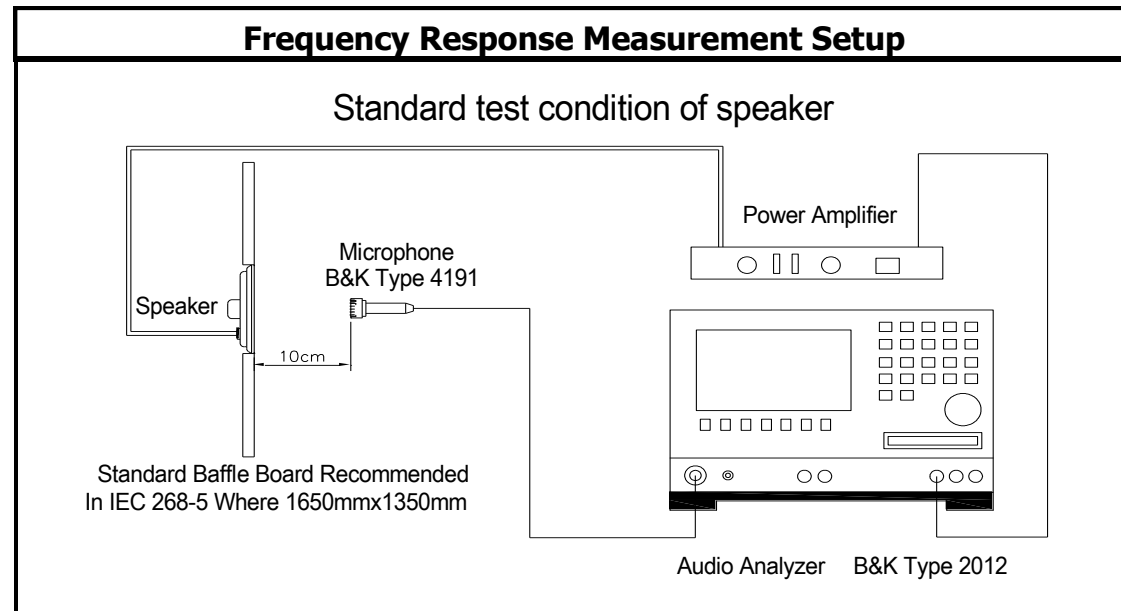 Frequency Response Measurement Setup
Standard test condition of speaker
Power Amplifier
Microphone
B&K Type 4191
Speaker
10cm
Standard Baffle Board Recommended
In IEC 268-5 Where 1650mmx1350mm
Audio Analyzer B&K Type 2012